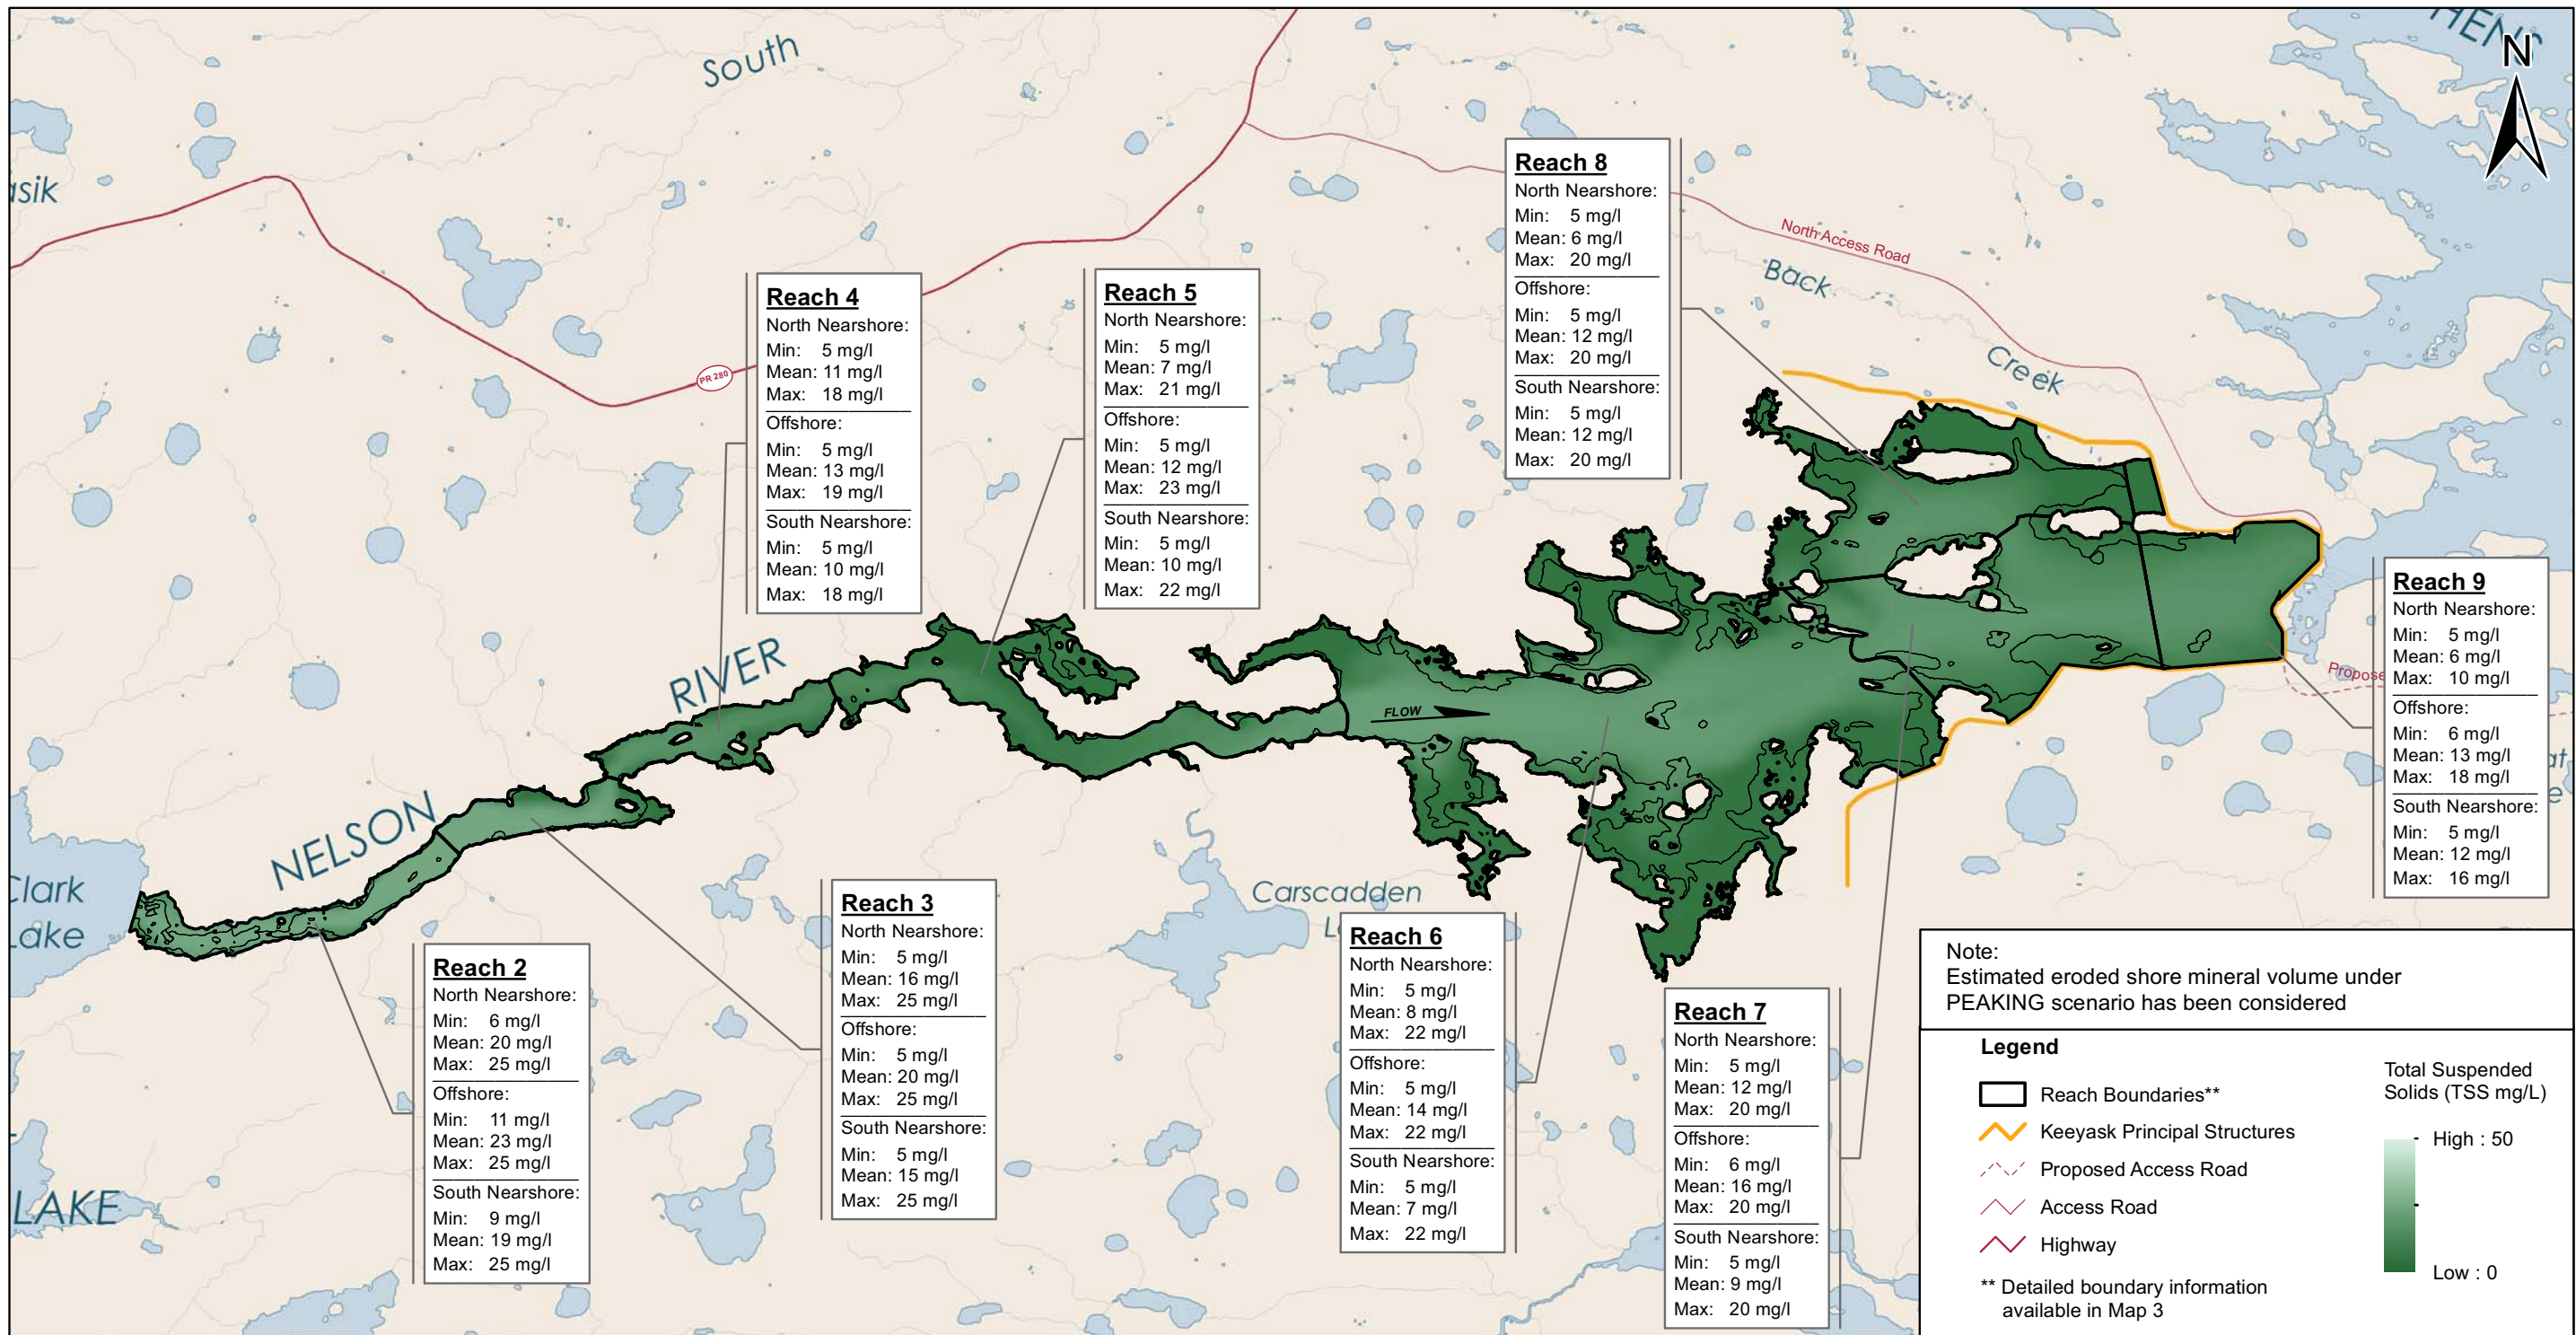 South
N
North Access Road
Back
Creek
PR 280
RIVER
NELSON
Clark
Lake
LAKE
Carscadden
FLOW
Reach 8
North Nearshore:
Min: 5 mg/l
Mean: 6 mg/l
Max: 20 mg/l
Offshore:
Min: 5 mg/l
Mean: 12 mg/l
Max: 20 mg/l
South Nearshore:
Min: 5 mg/l
Mean: 12 mg/l
Max: 20 mg/l
Reach 4
North Nearshore:
Min: 5 mg/l
Mean: 11 mg/l
Max: 18 mg/l
Offshore:
Min: 5 mg/l
Mean: 13 mg/l
Max: 19 mg/l
South Nearshore:
Min: 5 mg/l
Mean: 10 mg/l
Max: 18 mg/l
Reach 5
North Nearshore:
Min: 5 mg/l
Mean: 7 mg/l
Max: 21 mg/l
Offshore:
Min: 5 mg/l
Mean: 12 mg/l
Max: 23 mg/l
South Nearshore:
Min: 5 mg/l
Mean: 10 mg/l
Max: 22 mg/l
Reach 9
North Nearshore:
Min: 5 mg/l
Mean: 6 mg/l
Max: 10 mg/l
Offshore:
Min: 6 mg/l
Mean: 13 mg/l
Max: 18 mg/l
South Nearshore:
Min: 5 mg/l
Mean: 12 mg/l
Max: 16 mg/l
Reach 3
North Nearshore:
Min: 5 mg/l
Mean: 16 mg/l
Max: 25 mg/l
Offshore:
Min: 5 mg/l
Mean: 20 mg/l
Max: 25 mg/l
South Nearshore:
Min: 5 mg/l
Mean: 15 mg/l
Max: 25 mg/l
Reach 2
North Nearshore:
Min: 6 mg/l
Mean: 20 mg/l
Max: 25 mg/l
Offshore:
Min: 11 mg/l
Mean: 23 mg/l
Max: 25 mg/l
South Nearshore:
Min: 9 mg/l
Mean: 19 mg/l
Max: 25 mg/l
Reach 6
North Nearshore:
Min: 5 mg/l
Mean: 8 mg/l
Max: 22 mg/l
Offshore:
Min: 5 mg/l
Mean: 14 mg/l
Max: 22 mg/l
South Nearshore:
Min: 5 mg/l
Mean: 7 mg/l
Max: 22 mg/l
Reach 7
North Nearshore:
Min: 5 mg/l
Mean: 12 mg/l
Max: 20 mg/l
Offshore:
Min: 6 mg/l
Mean: 16 mg/l
Max: 20 mg/l
South Nearshore:
Min: 5 mg/l
Mean: 9 mg/l
Max: 20 mg/l
Note:
Estimated eroded shore mineral volume under
PEAKING scenario has been considered
Legend
Reach Boundaries**
Keeyask Principal Structures
Proposed Access Road
Access Road
Highway
** Detailed boundary information
available in Map 3
Total Suspended
Solids (TSS mg/L)
High : 50
Low : 0